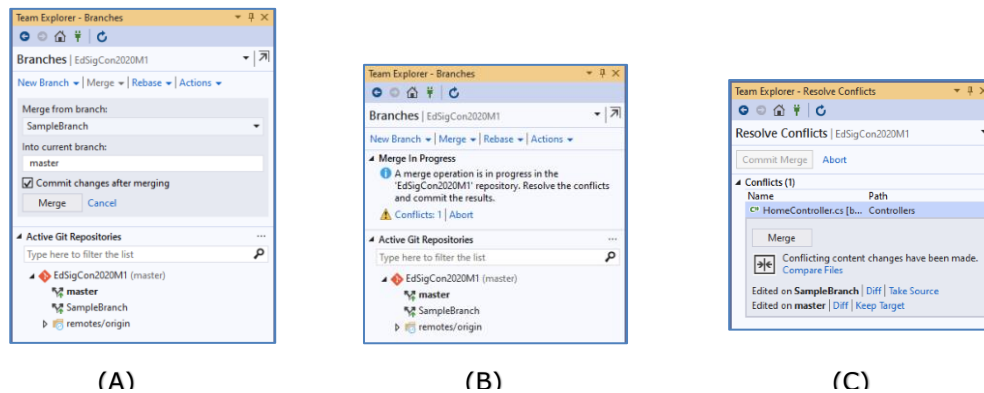 Team Explorer - Branches
Branches | EdSigCon2020M1
New Branch | Merge | Rebase | Actions
Merge from branch:
SampleBranch
Into current branch:
master
Commit changes after merging
Merge Cancel
Active Git Repositories
Type here to filter the list
EdSigCon2020M1 (master)
master
SampleBranch
remotes/origin
(A)
Team Explorer - Branches
Branches | EdSigCon2020M1
New Branch | Merge | Rebase | Actions
Merge In Progress
A merge operation is in progress in the
'EdSigCon2020M1' repository. Resolve the conflicts
and commit the results.
Conflicts: 1 | Abort
Active Git Repositories
Type here to filter the list
EdSigCon2020M1 (master)
master
SampleBranch
remotes/origin
(B)
Team Explorer - Resolve Conflicts
Resolve Conflicts | EdSigCon2020M1
Commit Merge Abort
Conflicts (1)
Name Path
C# HomeController.cs [b... Controllers
Merge
Conflicting content changes have been made.
Compare Files
Edited on SampleBranch | Diff | Take Source
Edited on master | Diff | Keep Target
(C)